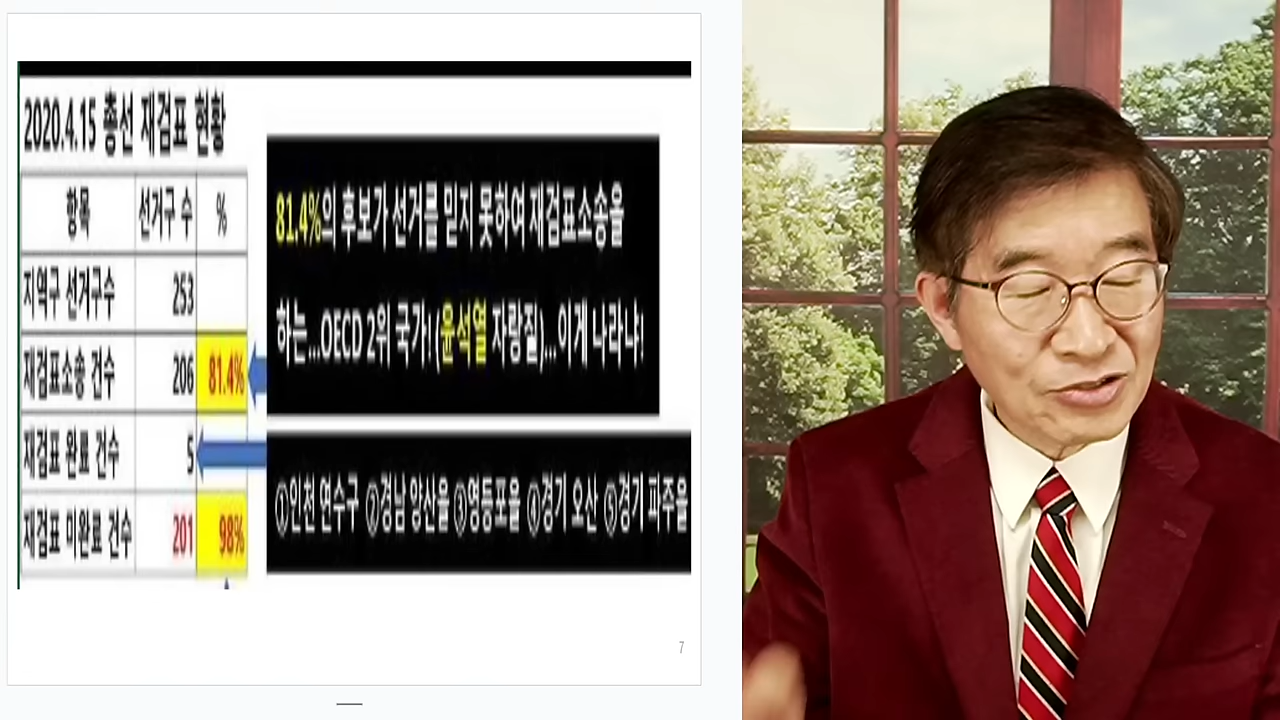 2020.4.15 총선 재검표 현황
항목 선거구 수 %
지역구 선거구수 253
재검표소송 건수 206 81.4%
재검표 완료 건수 5
재검표 미완료 건수 201 98%
81.4%의 후보가 선거를 믿지 못하여 재검표소송을
하는...OECD 2위 국가! (윤석열 자랑질)...이게 나라냐!
①인천 연수구 ②경남 양산을 ③영등포을 ④경기 오산 ⑤경기 파주을
7